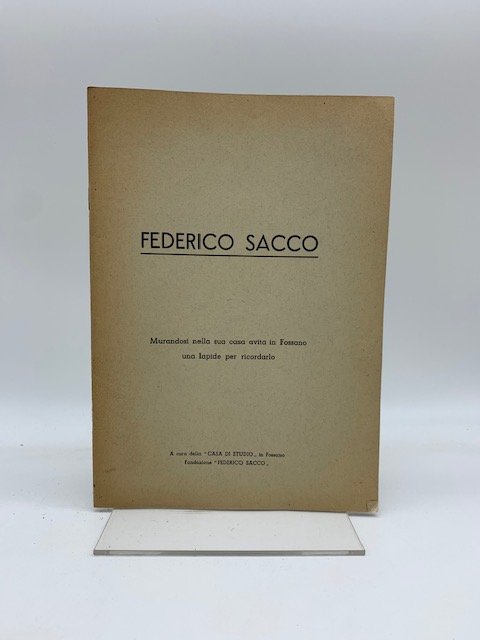 FEDERICO SACCO
Murandosi nella sua casa avita in Fossano
una lapide per ricordarlo
A cura della "CASA DI STUDIO„ in Fossano
Fondazione "FEDERICO SACCO„